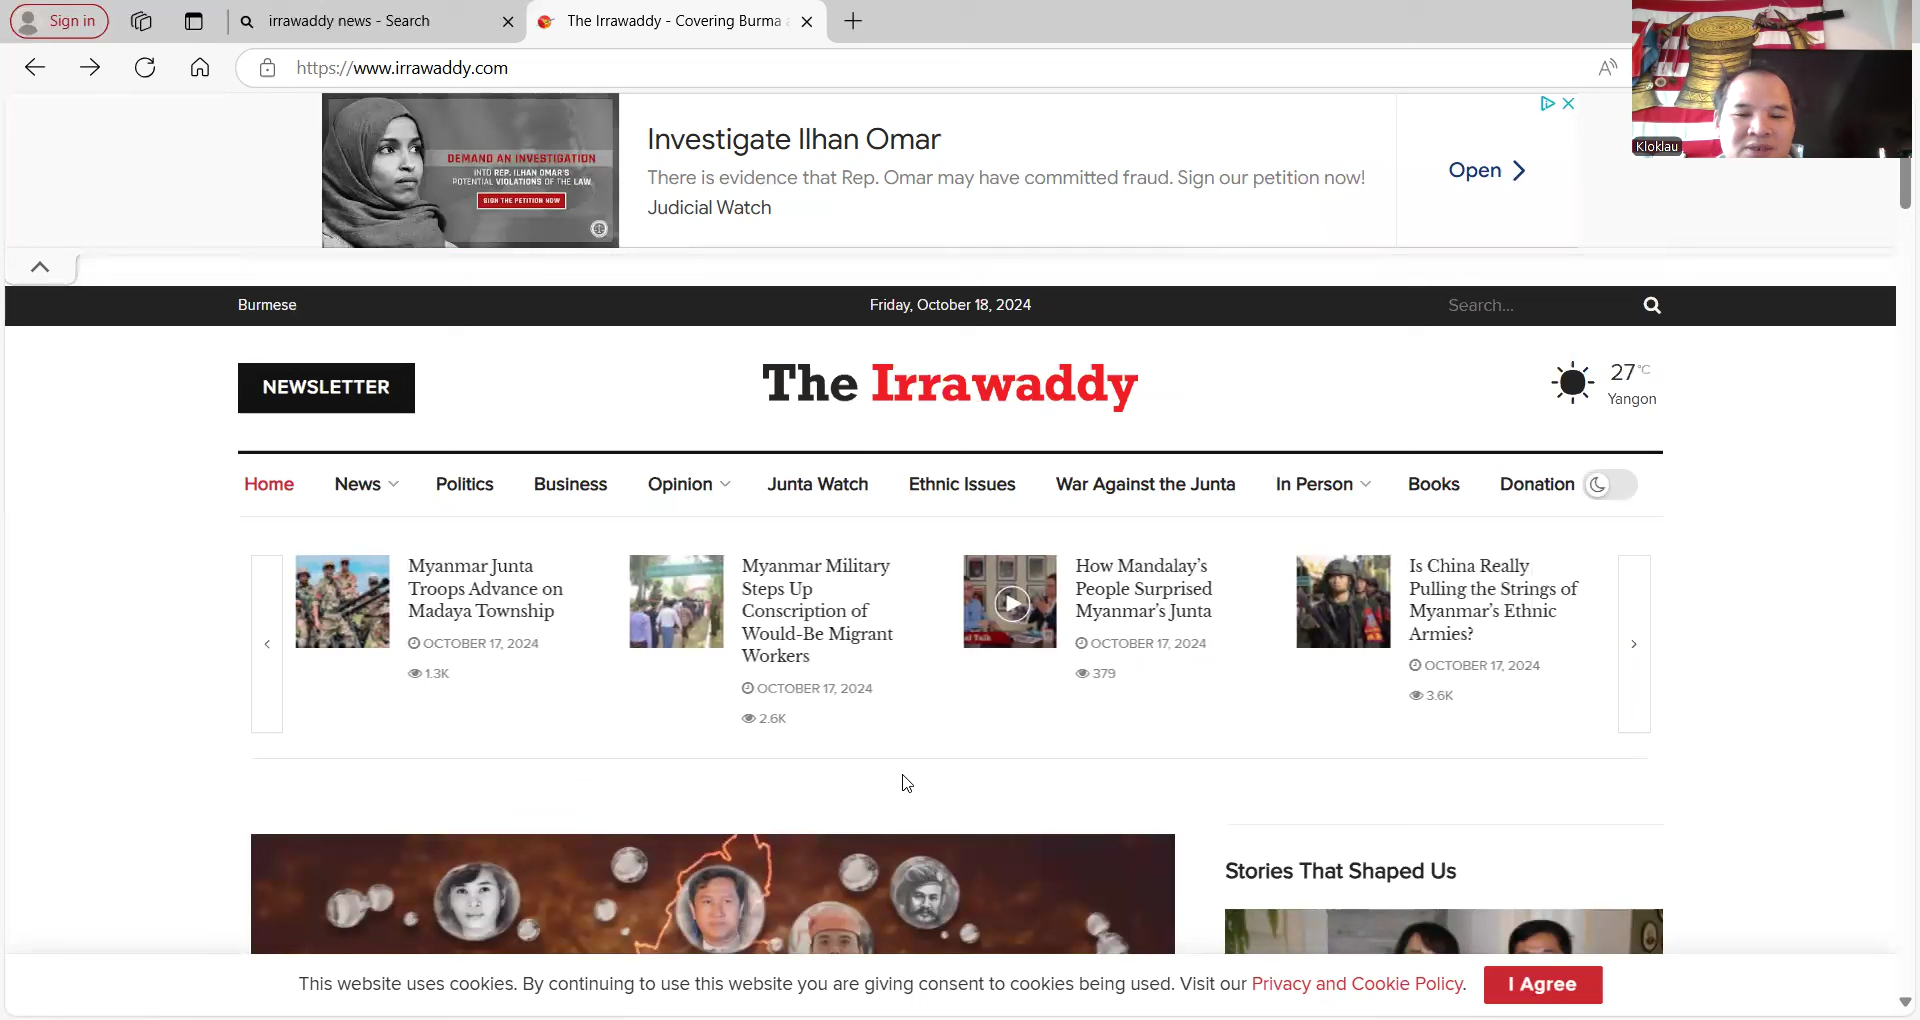 Sign in
irrawaddy news - Search
The Irrawaddy - Covering Burma a
https://www.irrawaddy.com
Kloklau
DEMAND AN INVESTIGATION
INTO REP. ILHAN OMAR'S
POTENTIAL VIOLATIONS OF THE LAW
SIGN THE PETITION NOW
Investigate Ilhan Omar
There is evidence that Rep. Omar may have committed fraud. Sign our petition now!
Judicial Watch
Open
Burmese
Friday, October 18, 2024
Search...
NEWSLETTER
The Irrawaddy
27°C
Yangon
Home
News
Politics
Business
Opinion
Junta Watch
Ethnic Issues
War Against the Junta
In Person
Books
Donation
Myanmar Junta
Troops Advance on
Madaya Township
OCTOBER 17, 2024
1.3K
Myanmar Military
Steps Up
Conscription of
Would-Be Migrant
Workers
OCTOBER 17, 2024
2.6K
al Talk
How Mandalay's
People Surprised
Myanmar's Junta
OCTOBER 17, 2024
379
Is China Really
Pulling the Strings of
Myanmar's Ethnic
Armies?
OCTOBER 17, 2024
3.6K
Stories That Shaped Us
This website uses cookies. By continuing to use this website you are giving consent to cookies being used. Visit our Privacy and Cookie Policy.
I Agree